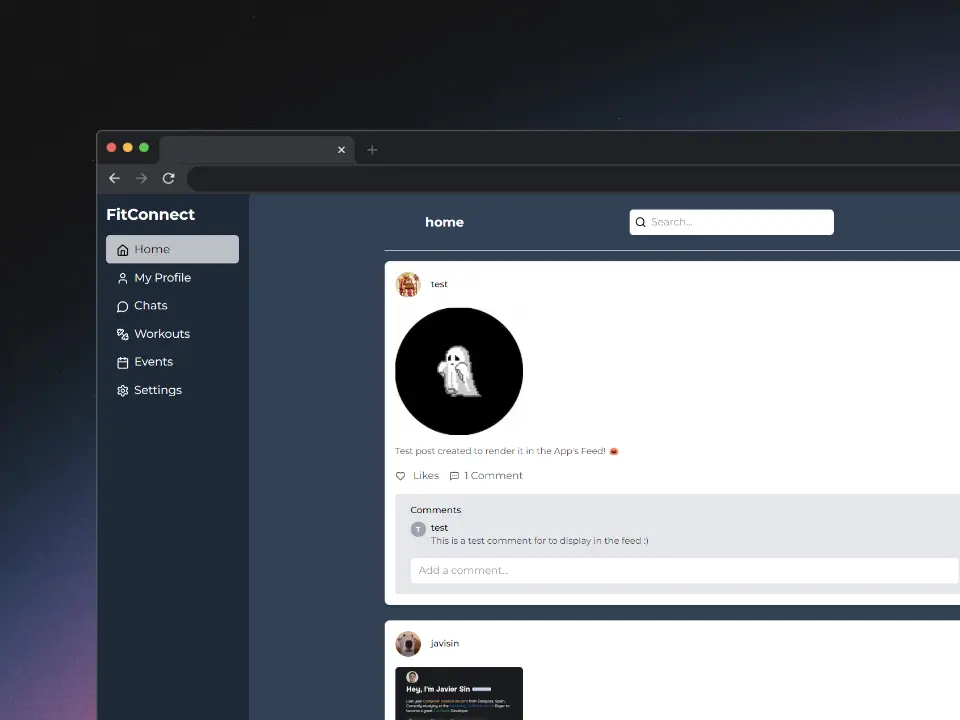 FitConnect
Home
My Profile
Chats
Workouts
Events
Settings
home
Search...
test
Test post created to render it in the App's Feed! 🎃
Likes 1 Comment
Comments
T
test
This is a test comment for to display in the feed :)
Add a comment...
javisin
Hey, I'm Javier Sin